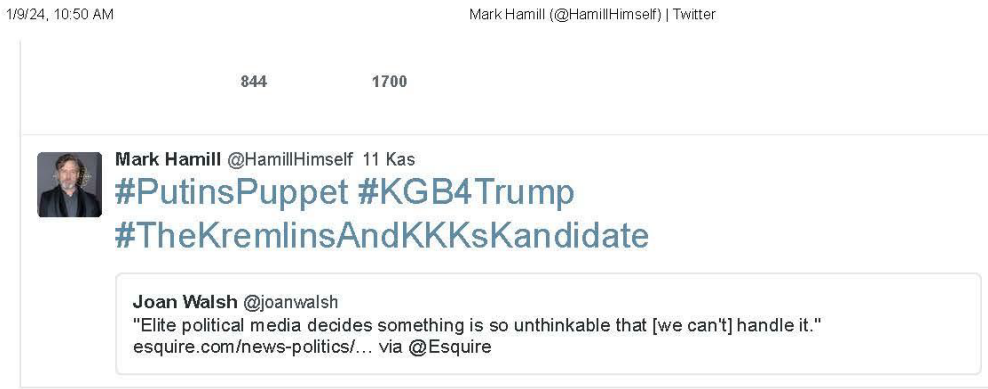 1/9/24, 10:50 AM Mark Hamill (@HamillHimself) | Twitter
844 1700
Mark Hamill @HamillHimself 11 Kas
#PutinsPuppet #KGB4Trump
#TheKremlinsAndKKKsKandidate
Joan Walsh @joanwalsh
"Elite political media decides something is so unthinkable that [we can't] handle it."
esquire.com/news-politics/… via @Esquire